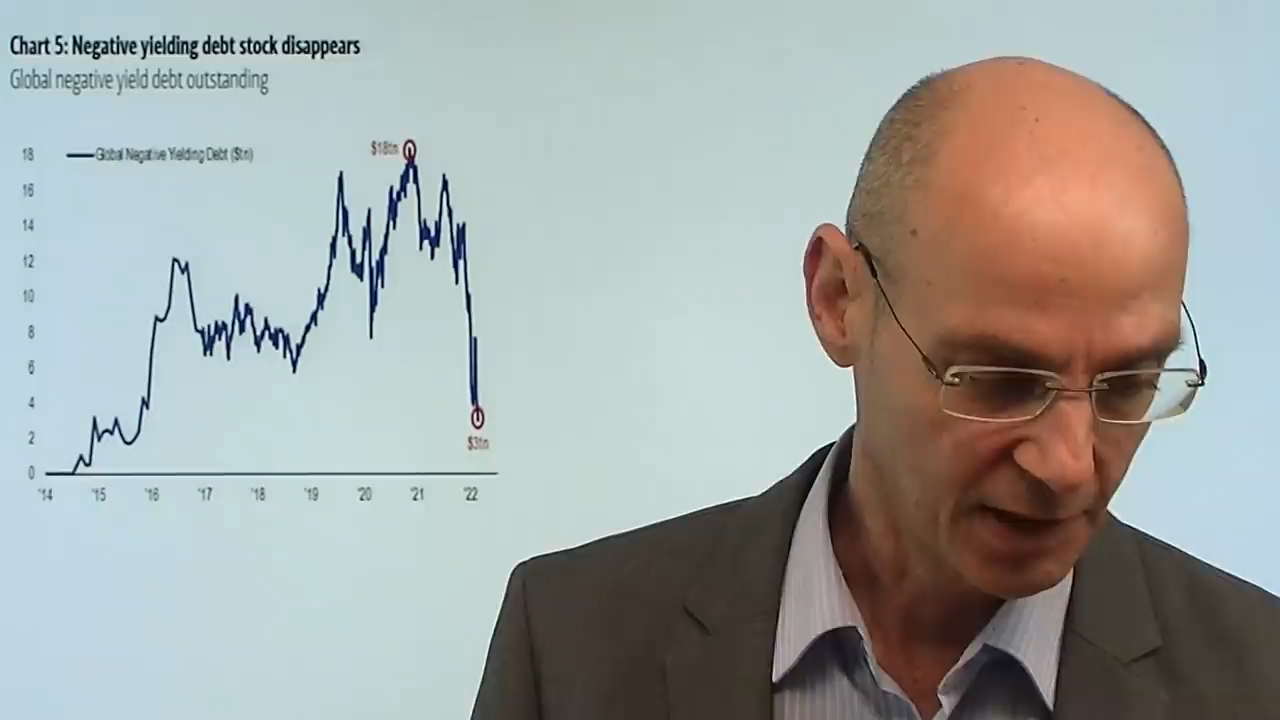 Chart 5: Negative yielding debt stock disappears
Global negative yield debt outstanding
18
Global Negative Yielding Debt ($tn)
$18tn
16
14
12
10
8
6
4
$3tn
2
0
'14 '15 '16 '17 '18 '19 '20 '21 '22